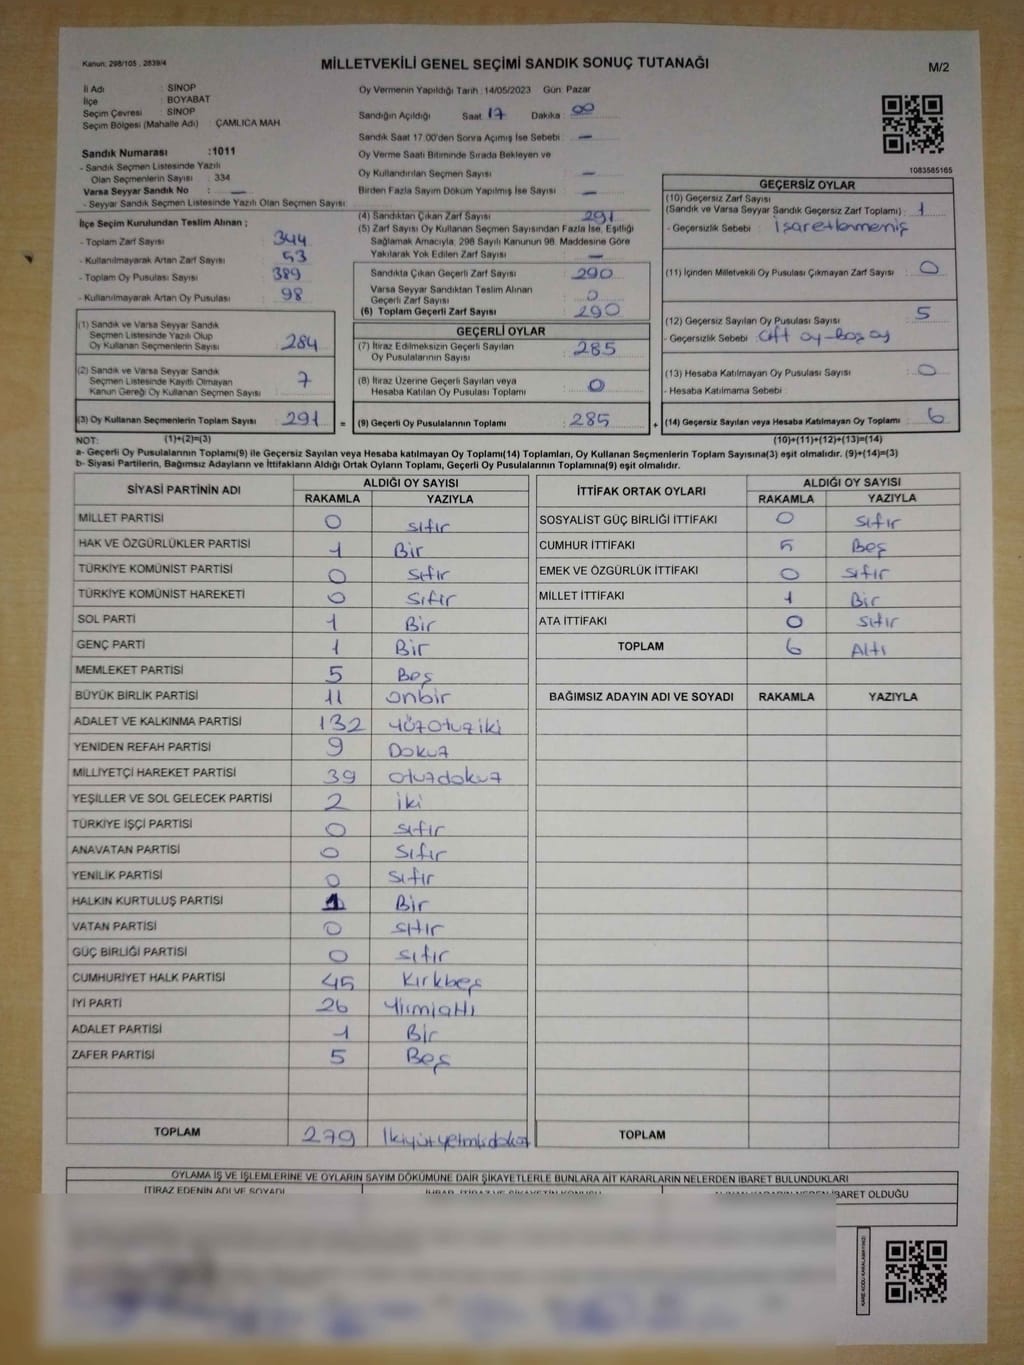 Kanun: 298/105 , 2839/4
MİLLETVEKİLİ GENEL SEÇİMİ SANDIK SONUÇ TUTANAĞI
M/2
İl Adı : SİNOP
İlçe : BOYABAT
Seçim Çevresi : SİNOP
Seçim Bölgesi (Mahalle Adı) ÇAMLICA MAH
Sandık Numarası :1011
- Sandık Seçmen Listesinde Yazılı
Olan Seçmenlerin Sayısı : 334
Varsa Seyyar Sandık No : -
- Seyyar Sandık Seçmen Listesinde Yazılı Olan Seçmen Sayısı:
Oy Vermenin Yapıldığı Tarih : 14/05/2023 Gün: Pazar
Sandığın Açıldığı Saat 17 Dakika : 00
Sandık Saat 17.00'den Sonra Açımış İse Sebebi : -
Oy Verme Saati Bitiminde Sırada Bekleyen ve
Oy Kullandırılan Seçmen Sayısı : -
Birden Fazla Sayım Döküm Yapılmış İse Sayısı : -
1083585165
İlçe Seçim Kurulundan Teslim Alınan ;
- Toplam Zarf Sayısı : 344
- Kullanılmayarak Artan Zarf Sayısı : 53
- Toplam Oy Pusulası Sayısı : 389
- Kullanılmayarak Artan Oy Pusulası : 98
(1) Sandık ve Varsa Seyyar Sandık
Seçmen Listesinde Yazılı Olup
Oy Kullanan Seçmenlerin Sayısı : 284
(2) Sandık ve Varsa Seyyar Sandık
Seçmen Listesinde Kayıtlı Olmayan
Kanun Gereği Oy Kullanan Seçmen Sayısı : 7
(3) Oy Kullanan Seçmenlerin Toplam Sayısı : 291 =
(4) Sandıktan Çıkan Zarf Sayısı : 291
(5) Zarf Sayısı Oy Kullanan Seçmen Sayısından Fazla İse, Eşitliği
Sağlamak Amacıyla, 298 Sayılı Kanunun 98. Maddesine Göre
Yakılarak Yok Edilen Zarf Sayısı : -
Sandıkta Çıkan Geçerli Zarf Sayısı : 290
Varsa Seyyar Sandıktan Teslim Alınan
Geçerli Zarf Sayısı : 0
(6) Toplam Geçerli Zarf Sayısı : 290
GEÇERLİ OYLAR
(7) İtiraz Edilmeksizin Geçerli Sayılan
Oy Pusulalarının Sayısı : 285
(8) İtiraz Üzerine Geçerli Sayılan veya
Hesaba Katılan Oy Pusulası Toplamı : 0
(9) Geçerli Oy Pusulalarının Toplamı : 285 +
GEÇERSİZ OYLAR
(10) Geçersiz Zarf Sayısı
(Sandık ve Varsa Seyyar Sandık Geçersiz Zarf Toplamı) : 1
- Geçersizlik Sebebi : işaretlenmemiş
(11) İçinden Milletvekili Oy Pusulası Çıkmayan Zarf Sayısı : 0
(12) Geçersiz Sayılan Oy Pusulası Sayısı : 5
- Geçersizlik Sebebi : çift oy-boş oy
(13) Hesaba Katılmayan Oy Pusulası Sayısı : 0
- Hesaba Katılmama Sebebi :
(14) Geçersiz Sayılan veya Hesaba Katılmayan Oy Toplamı : 6
NOT: (1)+(2)=(3) (10)+(11)+(12)+(13)=(14)
a- Geçerli Oy Pusulalarının Toplamı(9) ile Geçersiz Sayılan veya Hesaba katılmayan Oy Toplamı(14) Toplamları, Oy Kullanan Seçmenlerin Toplam Sayısına(3) eşit olmalıdır. (9)+(14)=(3)
b- Siyasi Partilerin, Bağımsız Adayların ve İttifakların Aldığı Ortak Oyların Toplamı, Geçerli Oy Pusulalarının Toplamına(9) eşit olmalıdır.
SİYASİ PARTİNİN ADI ALDIĞI OY SAYISI
RAKAMLA YAZIYLA
MİLLET PARTİSİ 0 sıfır
HAK VE ÖZGÜRLÜKLER PARTİSİ 1 Bir
TÜRKİYE KOMÜNİST PARTİSİ 0 sıfır
TÜRKİYE KOMÜNİST HAREKETİ 0 Sıfır
SOL PARTİ 1 Bir
GENÇ PARTİ 1 Bir
MEMLEKET PARTİSİ 5 Beş
BÜYÜK BİRLİK PARTİSİ 11 onbir
ADALET VE KALKINMA PARTİSİ 132 Yüzotuziki
YENİDEN REFAH PARTİSİ 9 Dokuz
MİLLİYETÇİ HAREKET PARTİSİ 39 otuzdokuz
YEŞİLLER VE SOL GELECEK PARTİSİ 2 iki
TÜRKİYE İŞÇİ PARTİSİ 0 sıfır
ANAVATAN PARTİSİ 0 Sıfır
YENİLİK PARTİSİ 0 Sıfır
HALKIN KURTULUŞ PARTİSİ 1 Bir
VATAN PARTİSİ 0 sıfır
GÜÇ BİRLİĞİ PARTİSİ 0 sıfır
CUMHURİYET HALK PARTİSİ 45 Kırkbeş
İYİ PARTİ 26 Yirmialtı
ADALET PARTİSİ 1 Bir
ZAFER PARTİSİ 5 Beş
TOPLAM 279 İkiyüzyetmişdokuz
İTTİFAK ORTAK OYLARI ALDIĞI OY SAYISI
RAKAMLA YAZIYLA
SOSYALİST GÜÇ BİRLİĞİ İTTİFAKI 0 sıfır
CUMHUR İTTİFAKI 5 Beş
EMEK VE ÖZGÜRLÜK İTTİFAKI 0 sıfır
MİLLET İTTİFAKI 1 Bir
ATA İTTİFAKI 0 sıfır
TOPLAM 6 Altı
BAĞIMSIZ ADAYIN ADI VE SOYADI RAKAMLA YAZIYLA
TOPLAM
OYLAMA İŞ VE İŞLEMLERİNE VE OYLARIN SAYIM DÖKÜMÜNE DAİR ŞİKAYETLERLE BUNLARA AİT KARARLARIN NELERDEN İBARET BULUNDUKLARI
İTİRAZ EDENİN ADI VE SOYADI
İBARET OLDUĞU